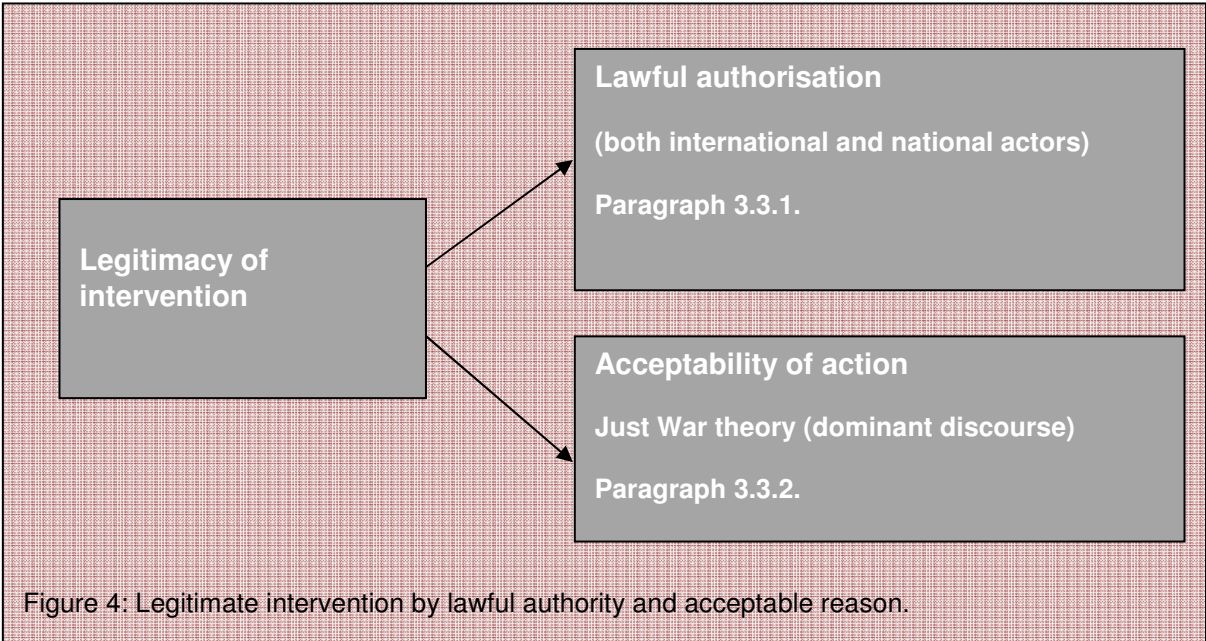 Legitimacy of
intervention
Lawful authorisation
(both international and national actors)
Paragraph 3.3.1.
Acceptability of action
Just War theory (dominant discourse)
Paragraph 3.3.2.
Figure 4: Legitimate intervention by lawful authority and acceptable reason.